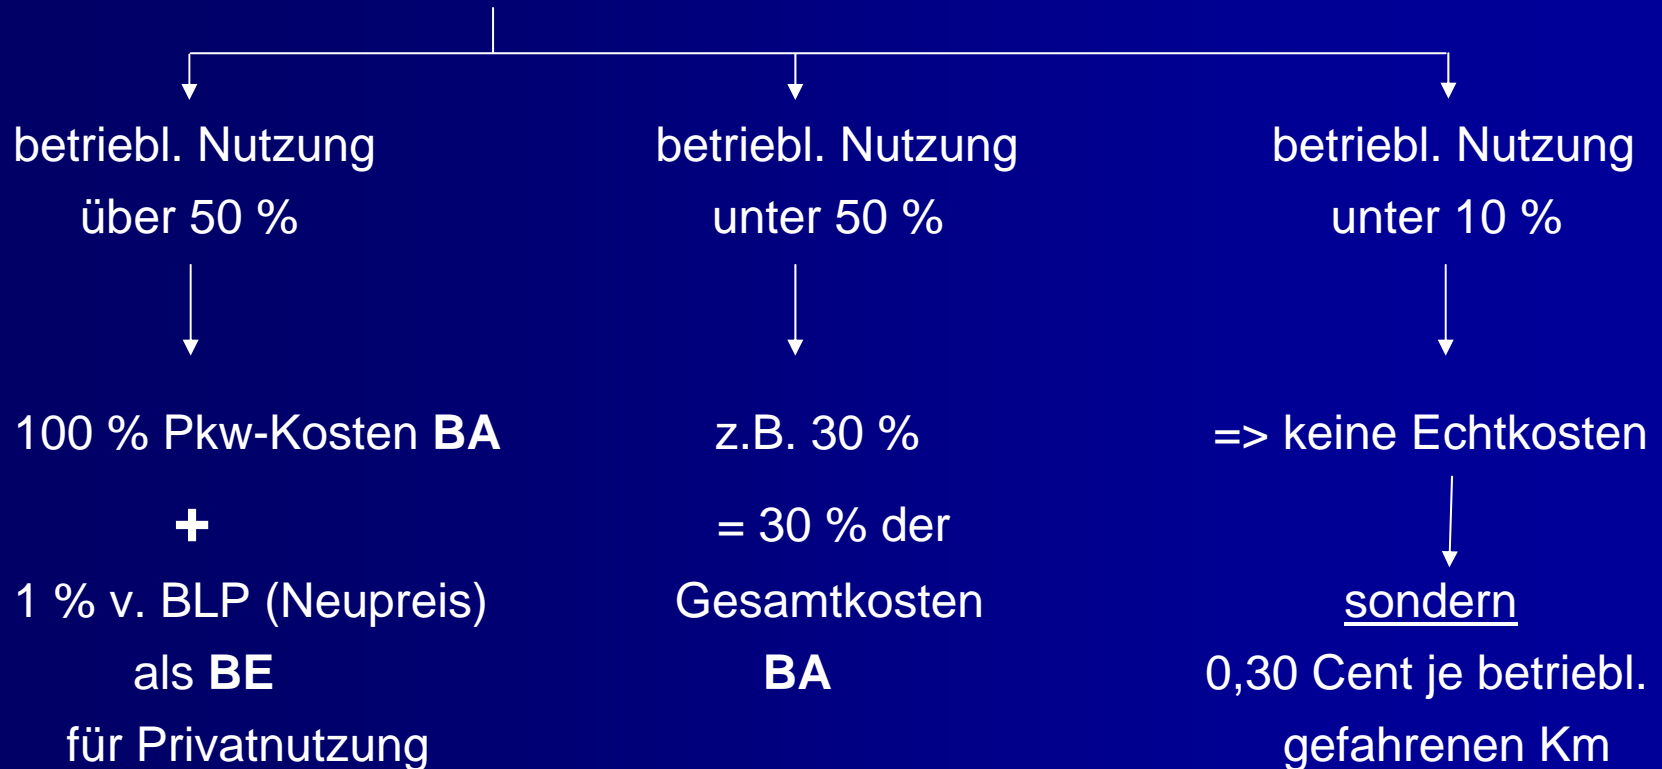 betriebl. Nutzung
über 50 %
100 % Pkw-Kosten BA
+
1 % v. BLP (Neupreis)
als BE
für Privatnutzung
betriebl. Nutzung
unter 50 %
z.B. 30 %
= 30 % der
Gesamtkosten
BA
betriebl. Nutzung
unter 10 %
=> keine Echtkosten
sondern
0,30 Cent je betriebl.
gefahrenen Km